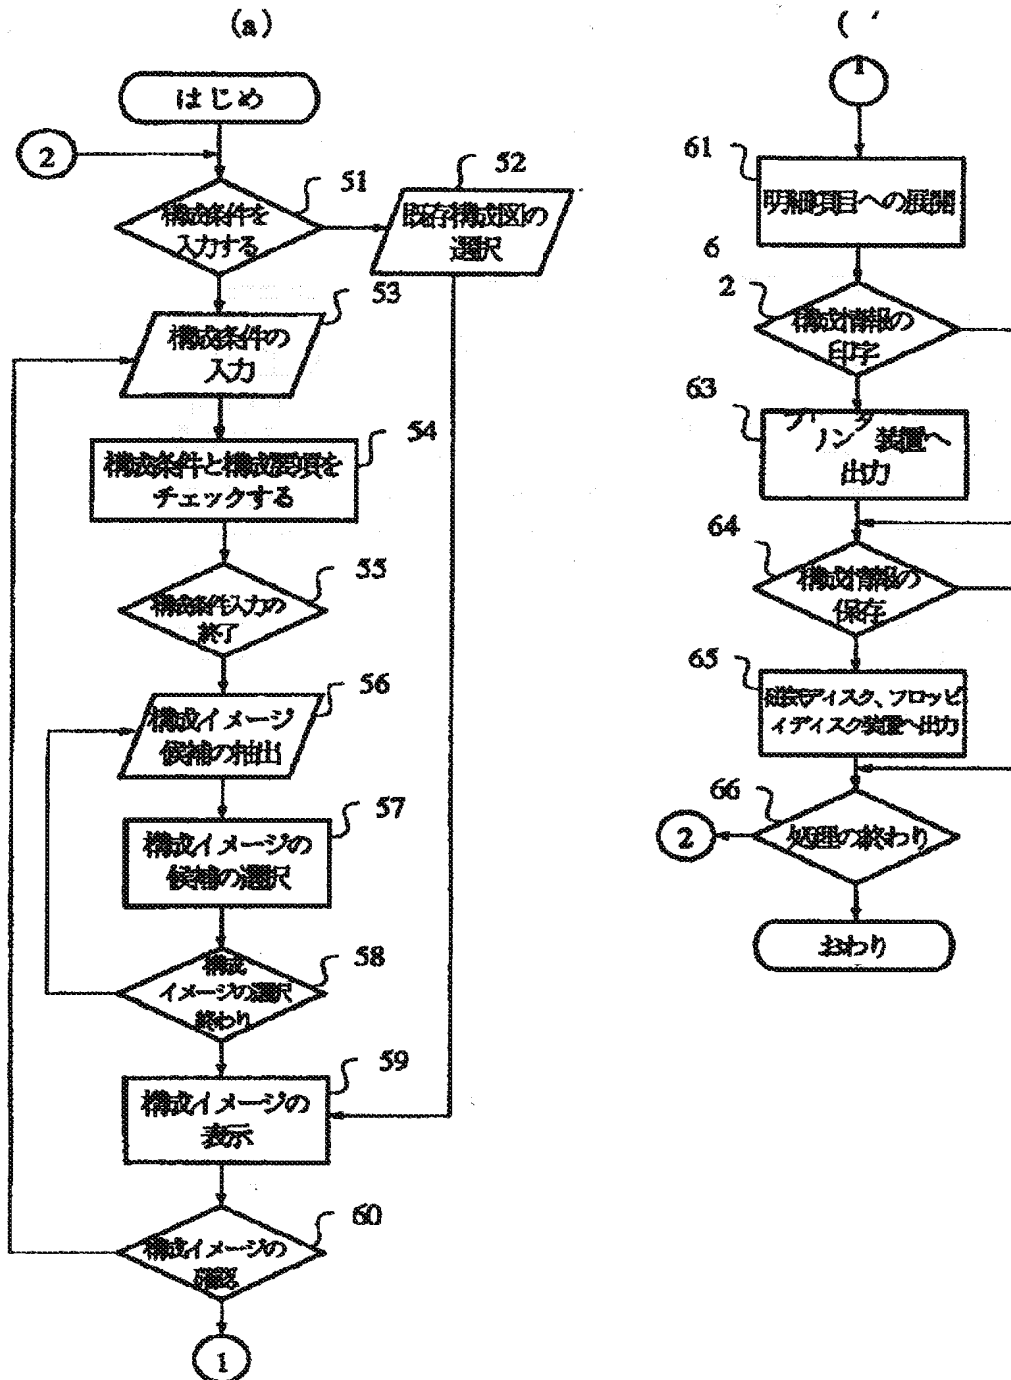 (a)
はじめ
2
51
構成条件を
入力する
52
既存構成図の
選択
53
構成条件の
入力
54
構成条件と構成要項を
チェックする
55
構成条件入力の
終了
56
構成イメージ
候補の抽出
57
構成イメージの
候補の選択
58
構成
イメージの選択
終わり
59
構成イメージの
表示
60
構成イメージの
確認
1
(
1
61
明細項目への展開
6
2
構成情報の
印字
63
プリンタ装置へ
出力
64
構成情報の
保存
65
磁気ディスク、フロッピ
ィディスク装置へ出力
66
処理の終わり
2
おわり